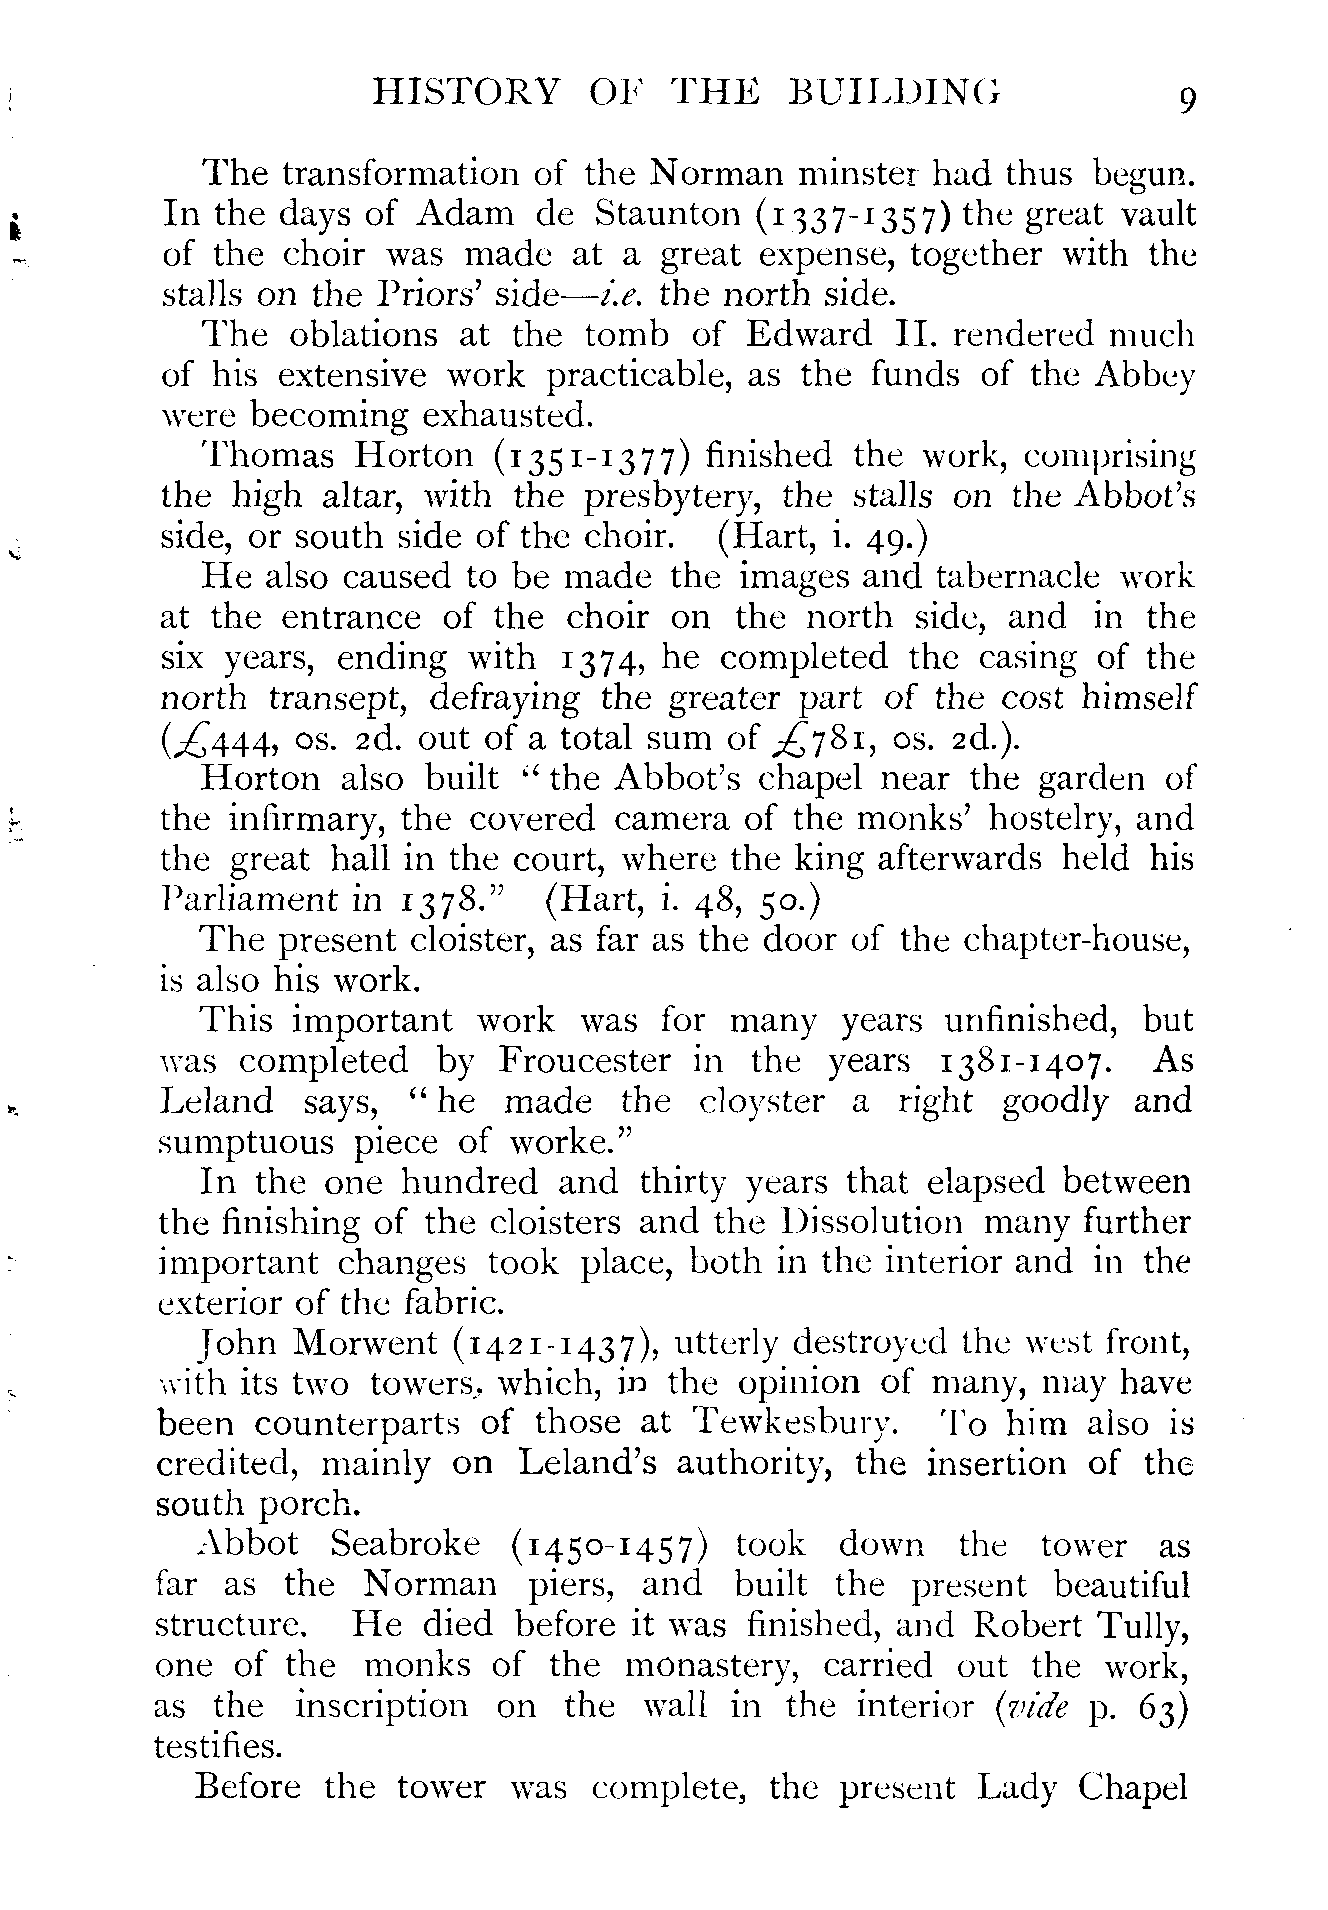 HISTORY OF THE BUILDING 9
The transformation of the Norman minster had thus begun.
In the days of Adam de Staunton (1337-1357) the great vault
of the choir was made at a great expense, together with the
stalls on the Priors' side—i.e. the north side.
The oblations at the tomb of Edward II. rendered much
of his extensive work practicable, as the funds of the Abbey
were becoming exhausted.
Thomas Horton (1351-1377) finished the work, comprising
the high altar, with the presbytery, the stalls on the Abbot's
side, or south side of the choir. (Hart, i. 49.)
He also caused to be made the images and tabernacle work
at the entrance of the choir on the north side, and in the
six years, ending with 1374, he completed the casing of the
north transept, defraying the greater part of the cost himself
(£444, os. 2d. out of a total sum of £781, os. 2d.).
Horton also built "the Abbot's chapel near the garden of
the infirmary, the covered camera of the monks' hostelry, and
the great hall in the court, where the king afterwards held his
Parliament in 1378." (Hart, i. 48, 50.)
The present cloister, as far as the door of the chapter-house,
is also his work.
This important work was for many years unfinished, but
was completed by Froucester in the years 1381-1407. As
Leland says, "he made the cloyster a right goodly and
sumptuous piece of worke."
In the one hundred and thirty years that elapsed between
the finishing of the cloisters and the Dissolution many further
important changes took place, both in the interior and in the
exterior of the fabric.
John Morwent (1421-1437), utterly destroyed the west front,
with its two towers, which, in the opinion of many, may have
been counterparts of those at Tewkesbury. To him also is
credited, mainly on Leland's authority, the insertion of the
south porch.
Abbot Seabroke (1450-1457) took down the tower as
far as the Norman piers, and built the present beautiful
structure. He died before it was finished, and Robert Tully,
one of the monks of the monastery, carried out the work,
as the inscription on the wall in the interior (vide p. 63)
testifies.
Before the tower was complete, the present Lady Chapel